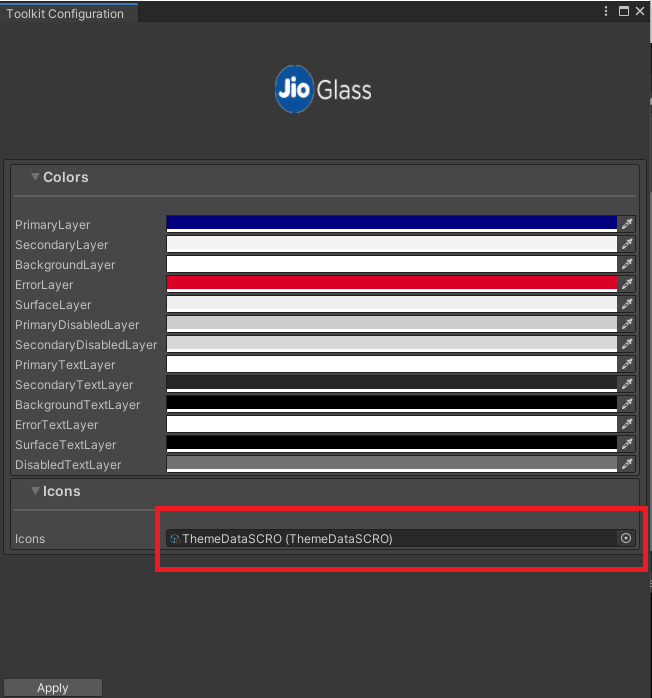 Toolkit Configuration
Jio Glass
Colors
PrimaryLayer
SecondaryLayer
BackgroundLayer
ErrorLayer
SurfaceLayer
PrimaryDisabledLayer
SecondaryDisabledLayer
PrimaryTextLayer
SecondaryTextLayer
BackgroundTextLayer
ErrorTextLayer
SurfaceTextLayer
DisabledTextLayer
Icons
Icons ThemeDataSCRO (ThemeDataSCRO)
Apply